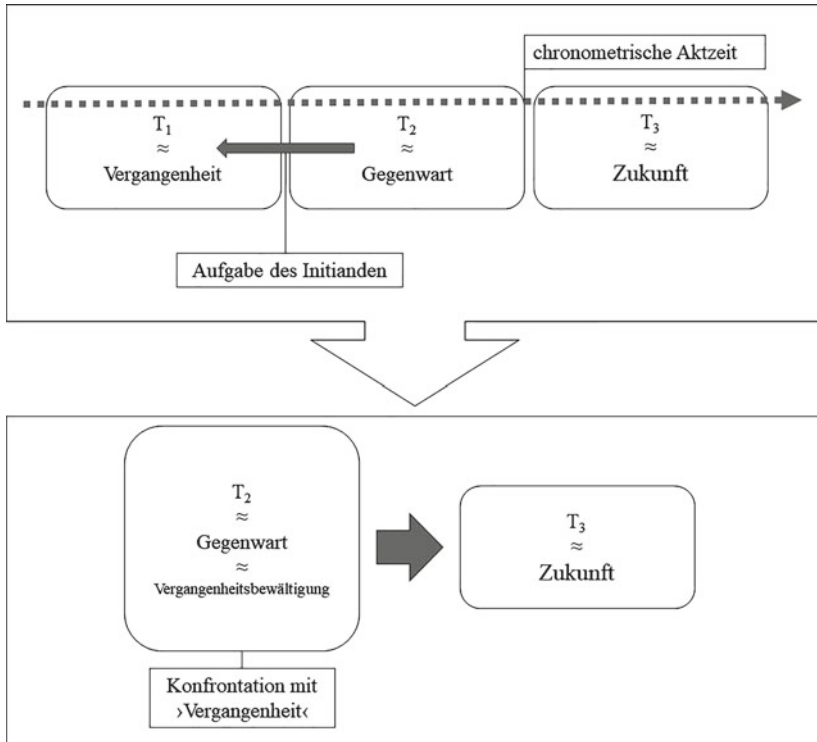 chronometrische Aktzeit
T₁
≈
Vergangenheit
T₂
≈
Gegenwart
T₃
≈
Zukunft
Aufgabe des Initianden
T₂
≈
Gegenwart
≈
Vergangenheitsbewältigung
T₃
≈
Zukunft
Konfrontation mit
›Vergangenheit‹